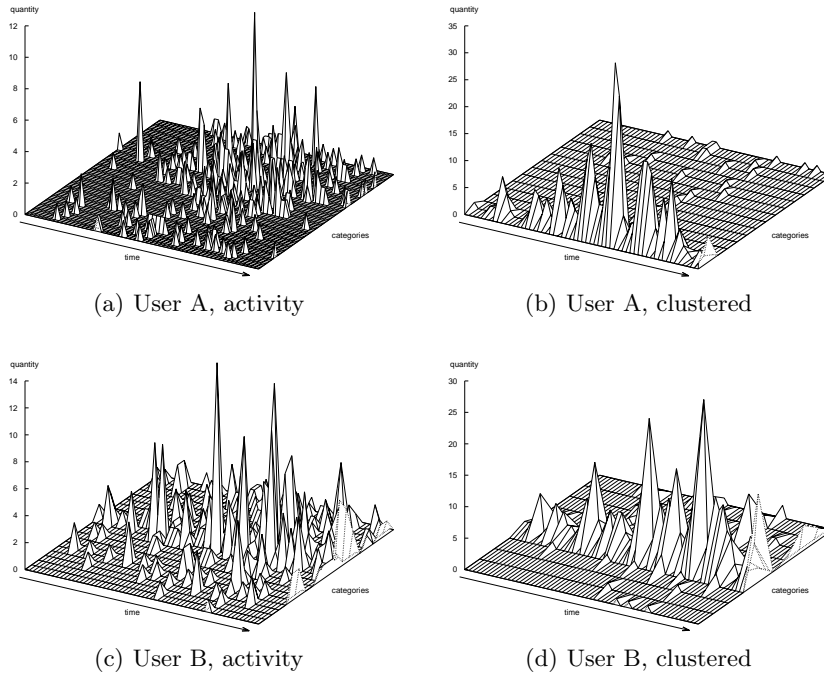 quantity
12
10
8
6
4
2
0
time
categories
(a) User A, activity
quantity
35
30
25
20
15
10
5
0
time
categories
(b) User A, clustered
quantity
14
12
10
8
6
4
2
0
time
categories
(c) User B, activity
quantity
30
25
20
15
10
5
0
time
categories
(d) User B, clustered